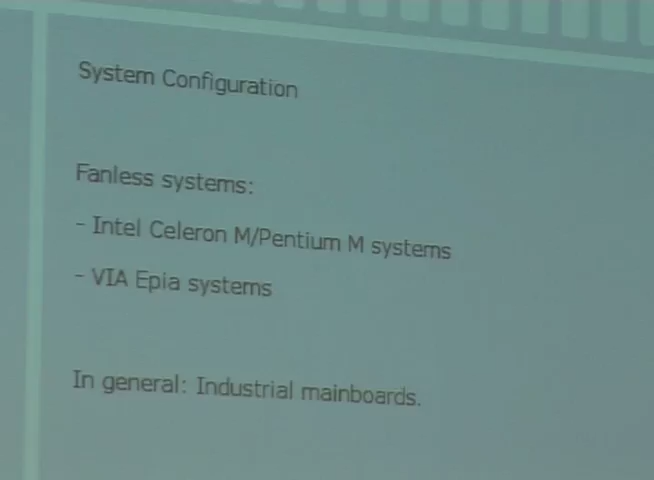 System Configuration
Fanless systems:
- Intel Celeron M/Pentium M systems
- VIA Epia systems
In general: Industrial mainboards.